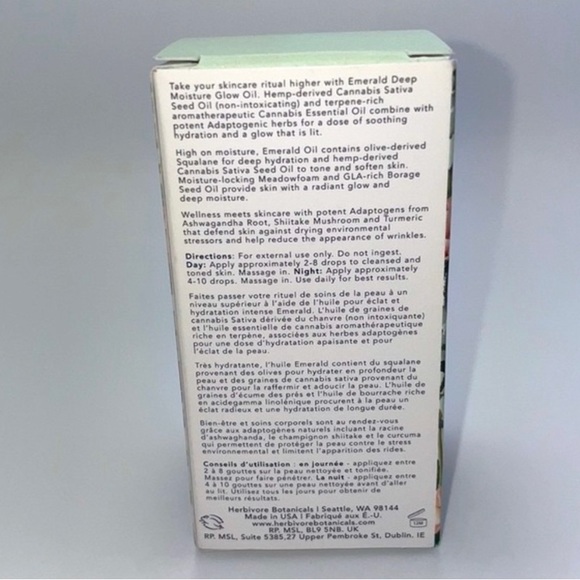 Take your skincare ritual higher with Emerald Deep
Moisture Glow Oil. Hemp-derived Cannabis Sativa
Seed Oil (non-intoxicating) and terpene-rich
aromatherapeutic Cannabis Essential Oil combine with
potent Adaptogenic herbs for a dose of soothing
hydration and a glow that is lit.
High on moisture, Emerald Oil contains olive-derived
Squalane for deep hydration and hemp-derived
Cannabis Sativa Seed Oil to tone and soften skin.
Moisture-locking Meadowfoam and GLA-rich Borage
Seed Oil provide skin with a radiant glow and
deep moisture.
Wellness meets skincare with potent Adaptogens from
Ashwagandha Root, Shiitake Mushroom and Turmeric
that defend skin against drying environmental
stressors and help reduce the appearance of wrinkles.
Directions: For external use only. Do not ingest.
Day: Apply approximately 2-8 drops to cleansed and
toned skin. Massage in. Night: Apply approximately
4-10 drops. Massage in. Use daily for best results.
Faites passer votre rituel de soins de la peau à un
niveau supérieur à l'aide de l'huile pour éclat et
hydratation intense Emerald. L'huile de graines de
cannabis Sativa dérivée du chanvre (non intoxiquante)
et l'huile essentielle de cannabis aromathérapeutique
riche en terpène, associées aux herbes adaptogènes
pour une dose d'hydratation apaisante et pour
l'éclat de la peau.
Très hydratante, l'huile Emerald contient du squalane
provenant des olives pour hydrater en profondeur la
peau et des graines de cannabis sativa provenant du
chanvre pour la raffermir et adoucir la peau. L'huile de
graines d'écume des prés et l'huile de bourrache riche
en acidegamma linolénique procurent à la peau un
éclat radieux et une hydratation de longue durée.
Bien-être et soins corporels sont au rendez-vous
grâce aux adaptogènes naturels incluant la racine
d'ashwaghanda, le champignon shiitake et le curcuma
qui permettent de protéger la peau contre le stress
environnemental et limitent l'apparition des rides.
Conseils d'utilisation : en journée - appliquez entre
2 à 8 gouttes sur la peau nettoyée et tonifiée.
Massez pour faire pénétrer. La nuit - appliquez entre
4 à 10 gouttes sur une peau nettoyée avant d'aller
au lit. Utilisez tous les jours pour obtenir de
meilleurs résultats.
Herbivore Botanicals | Seattle, WA 98144
Made in USA | Fabriqué aux É.-U.
www.herbivorebotanicals.com
RP. MSL, BL9 5NB. UK
RP. MSL, Suite 5385,27 Upper Pembroke St, Dublin. IE
12M